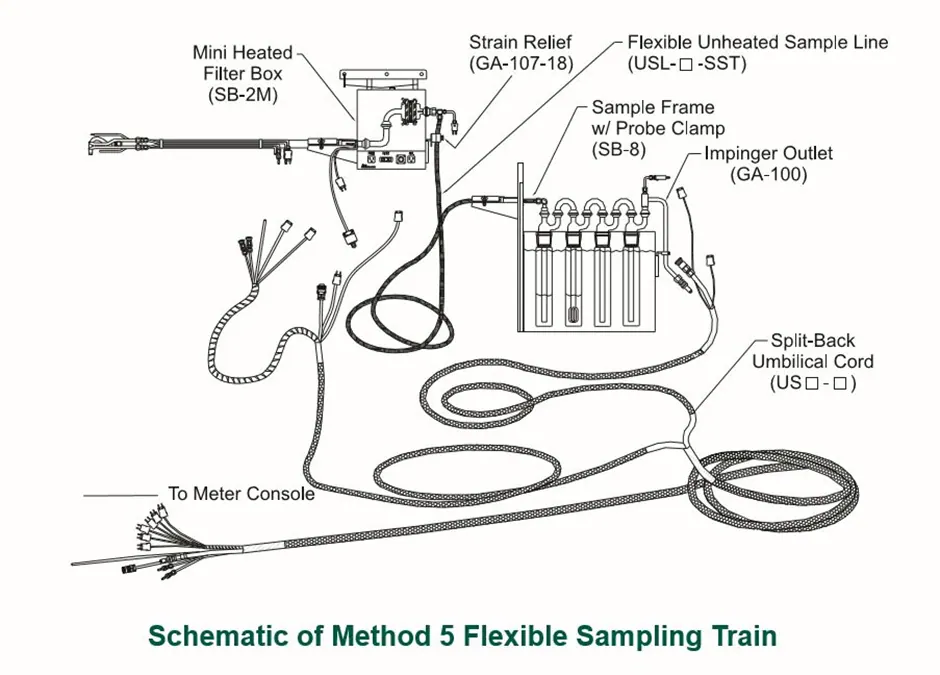 Mini Heated
Filter Box
(SB-2M)
Strain Relief
(GA-107-18)
Flexible Unheated Sample Line
(USL-□-SST)
Sample Frame
w/ Probe Clamp
(SB-8)
Impinger Outlet
(GA-100)
Split-Back
Umbilical Cord
(US□-□)
To Meter Console
Schematic of Method 5 Flexible Sampling Train